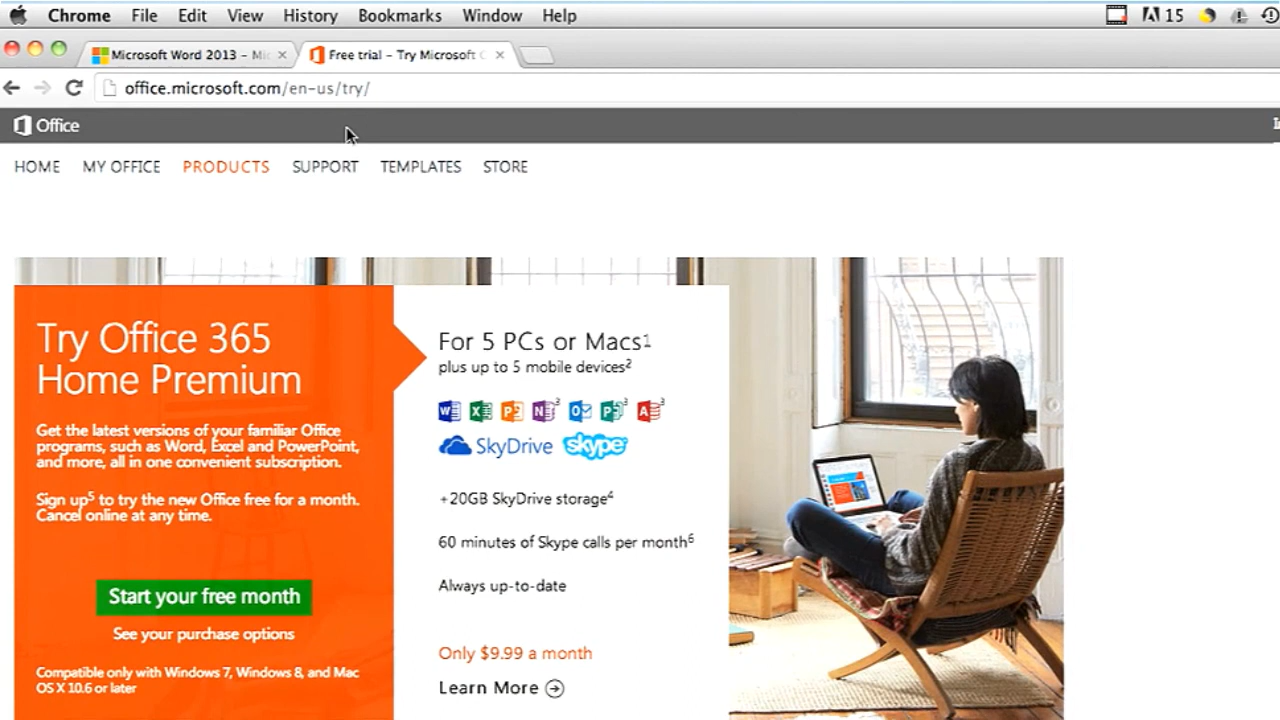 Chrome File Edit View History Bookmarks Window Help 15
Microsoft Word 2013 – Mic
Free trial – Try Microsoft
office.microsoft.com/en-us/try/
Office
HOME MY OFFICE PRODUCTS SUPPORT TEMPLATES STORE
Try Office 365
Home Premium
Get the latest versions of your familiar Office
programs, such as Word, Excel and PowerPoint,
and more, all in one convenient subscription.
Sign up5 to try the new Office free for a month.
Cancel online at any time.
Start your free month
See your purchase options
Compatible only with Windows 7, Windows 8, and Mac
OS X 10.6 or later
For 5 PCs or Macs1
plus up to 5 mobile devices2
W X P N3 O P3 A3
SkyDrive skype
+20GB SkyDrive storage4
60 minutes of Skype calls per month6
Always up-to-date
Only $9.99 a month
Learn More